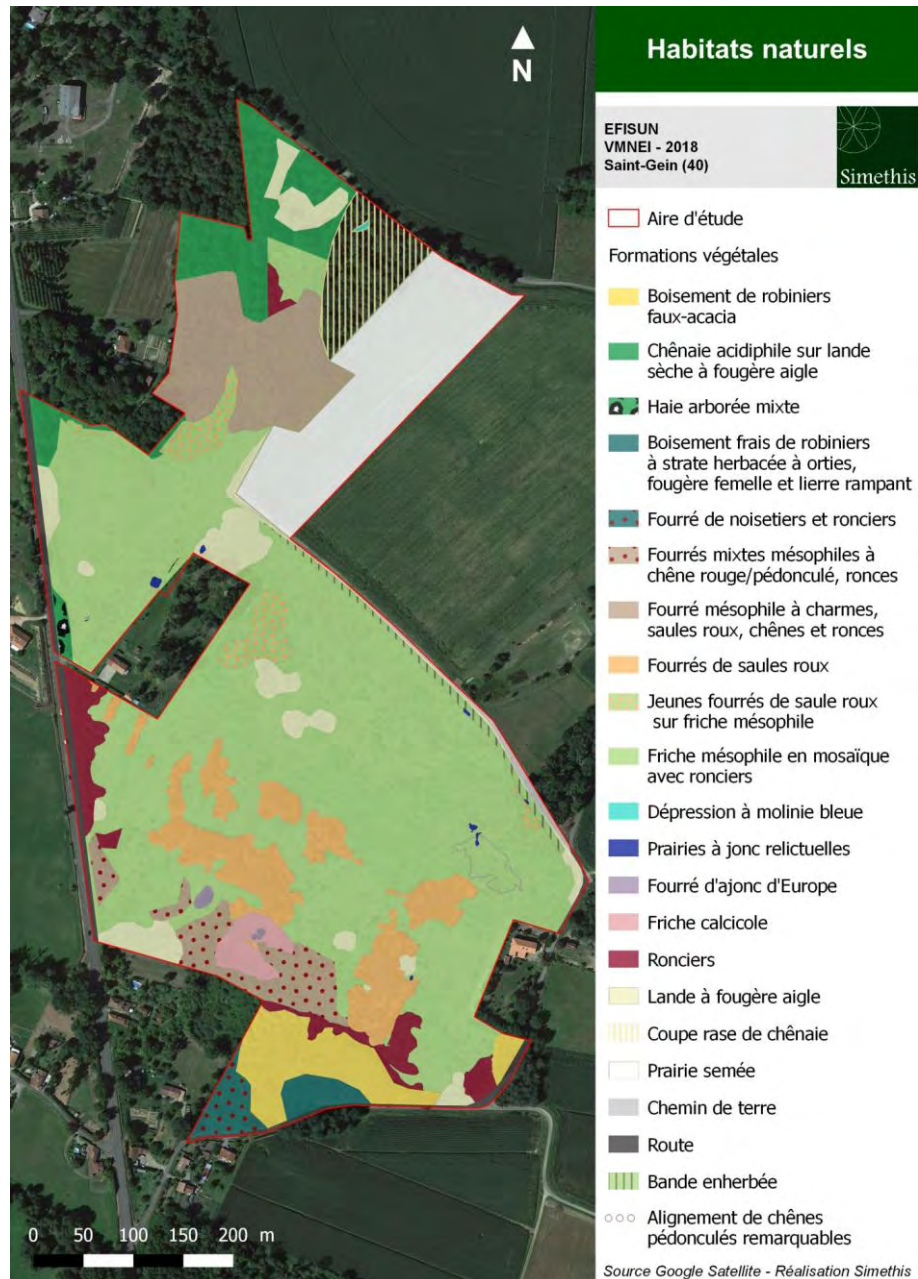 Habitats naturels
EFISUN
VMNEI - 2018
Saint-Gein (40)
Simethis
N
Aire d'étude
Formations végétales
Boisement de robiniers
faux-acacia
Chênaie acidiphile sur lande
sèche à fougère aigle
Haie arborée mixte
Boisement frais de robiniers
à strate herbacée à orties,
fougère femelle et lierre rampant
Fourré de noisetiers et ronciers
Fourrés mixtes mésophiles à
chêne rouge/pédonculé, ronces
Fourré mésophile à charmes,
saules roux, chênes et ronces
Fourrés de saules roux
Jeunes fourrés de saule roux
sur friche mésophile
Friche mésophile en mosaïque
avec ronciers
Dépression à molinie bleue
Prairies à jonc relictuelles
Fourré d'ajonc d'Europe
Friche calcicole
Ronciers
Lande à fougère aigle
Coupe rase de chênaie
Prairie semée
Chemin de terre
Route
Bande enherbée
Alignement de chênes
pédonculés remarquables
0 50 100 150 200 m
Source Google Satellite - Réalisation Simethis